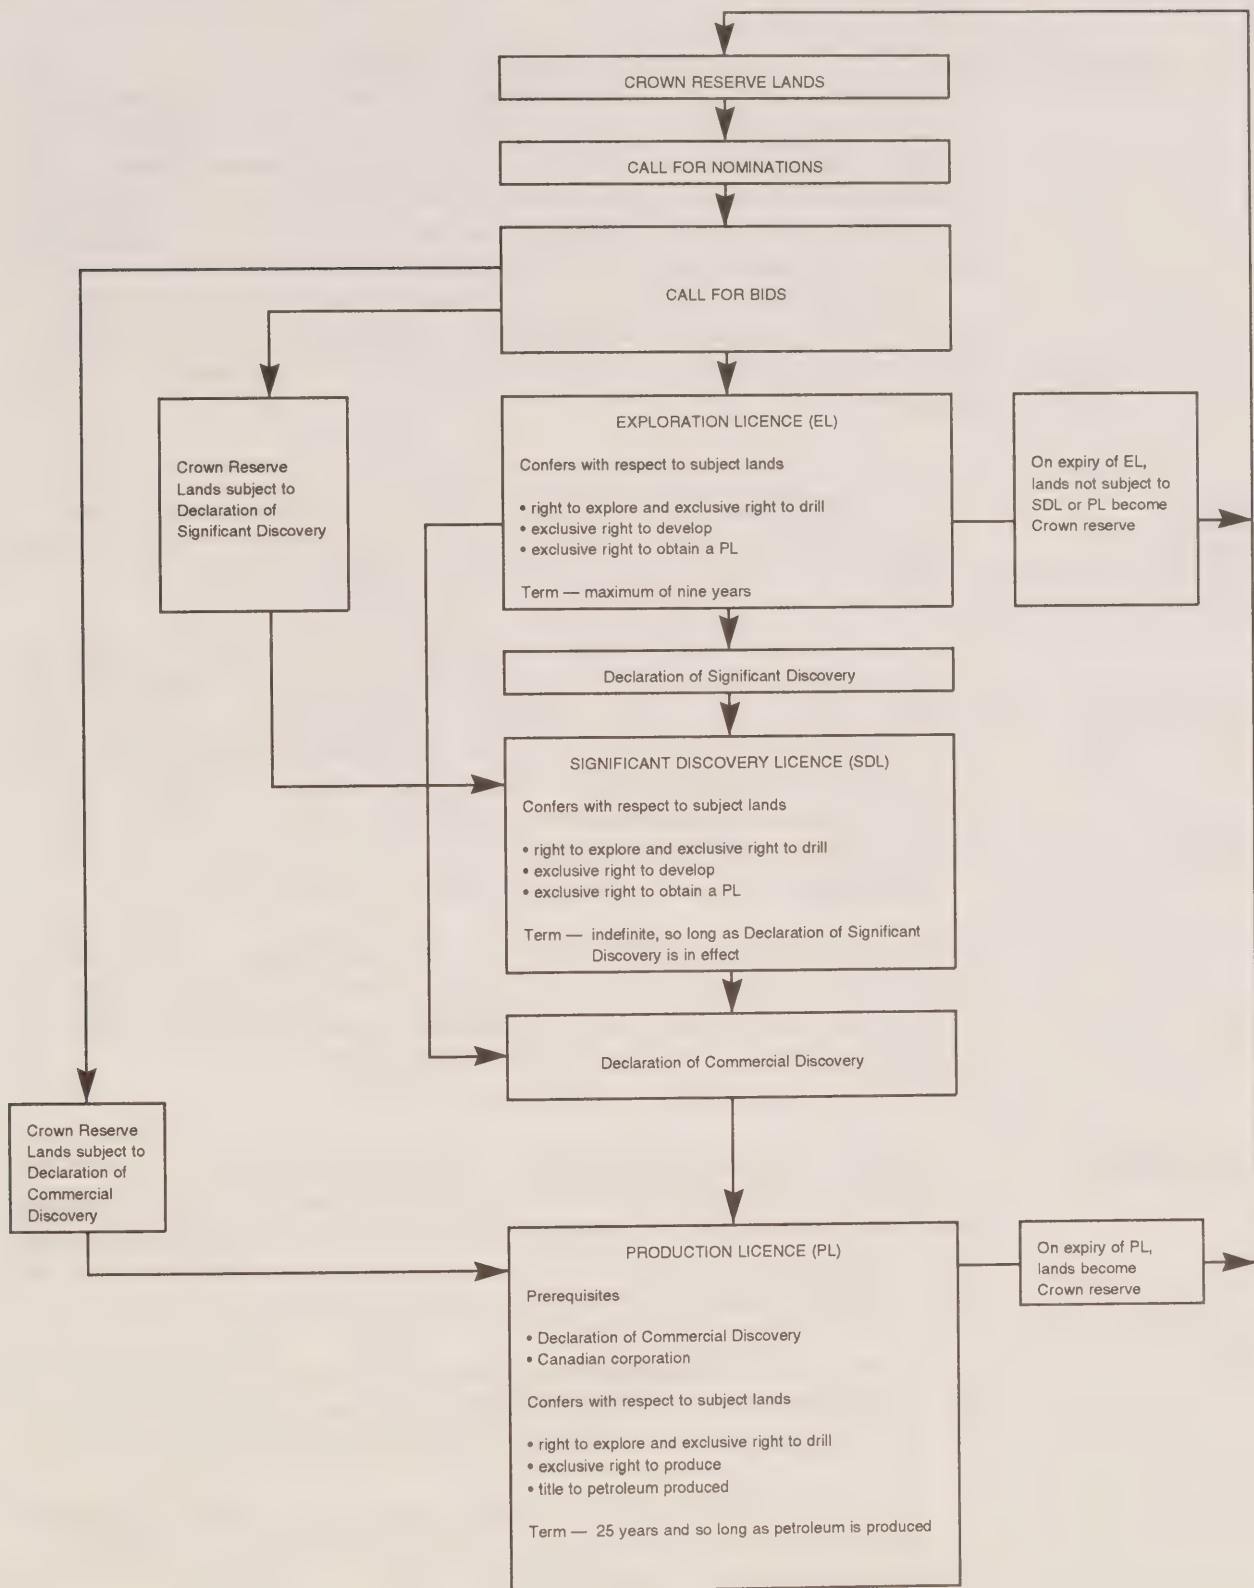 CROWN RESERVE LANDS
CALL FOR NOMINATIONS
CALL FOR BIDS
Crown Reserve
Lands subject to
Declaration of
Significant Discovery
EXPLORATION LICENCE (EL)
Confers with respect to subject lands
• right to explore and exclusive right to drill
• exclusive right to develop
• exclusive right to obtain a PL
Term — maximum of nine years
On expiry of EL,
lands not subject to
SDL or PL become
Crown reserve
Declaration of Significant Discovery
SIGNIFICANT DISCOVERY LICENCE (SDL)
Confers with respect to subject lands
• right to explore and exclusive right to drill
• exclusive right to develop
• exclusive right to obtain a PL
Term — indefinite, so long as Declaration of Significant
Discovery is in effect
Declaration of Commercial Discovery
Crown Reserve
Lands subject to
Declaration of
Commercial
Discovery
PRODUCTION LICENCE (PL)
Prerequisites
• Declaration of Commercial Discovery
• Canadian corporation
Confers with respect to subject lands
• right to explore and exclusive right to drill
• exclusive right to produce
• title to petroleum produced
Term — 25 years and so long as petroleum is produced
On expiry of PL,
lands become
Crown reserve